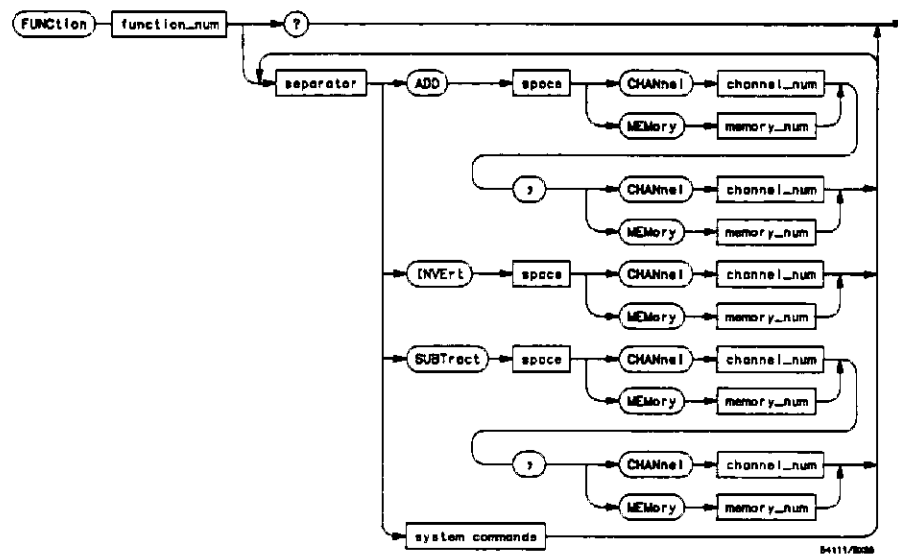 FUNCtion function_num ?
separator ADD space CHANnel channel_num
MEMory memory_num
, CHANnel channel_num
MEMory memory_num
INVErt space CHANnel channel_num
MEMory memory_num
SUBTract space CHANnel channel_num
MEMory memory_num
, CHANnel channel_num
MEMory memory_num
system commands